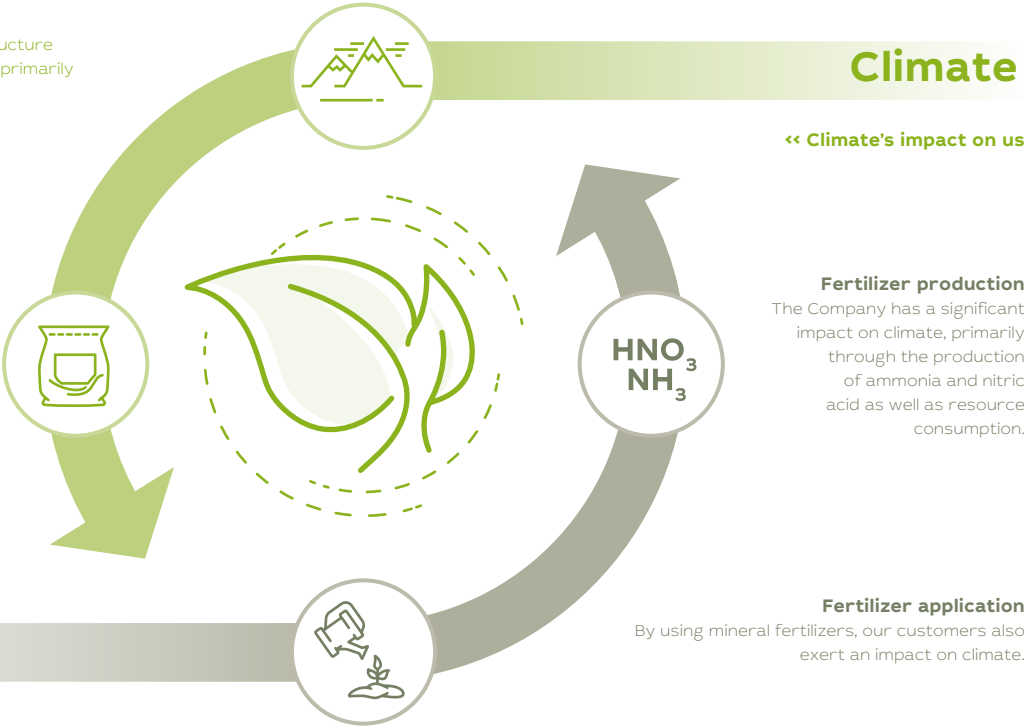 primarily
Climate
‹‹ Climate's impact on us
Fertilizer production
The Company has a significant
impact on climate, primarily
through the production
of ammonia and nitric
acid as well as resource
consumption.
HNO3
NH3
Fertilizer application
By using mineral fertilizers, our customers also
exert an impact on climate.